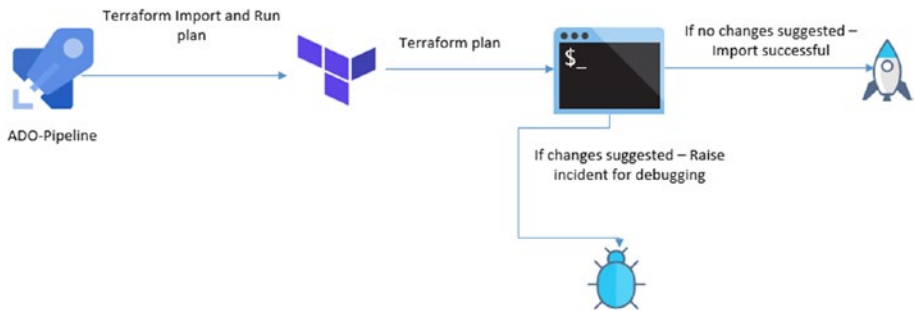 Terraform Import and Run
plan
Terraform plan
$_
If no changes suggested –
Import successful
ADO-Pipeline
If changes suggested – Raise
incident for debugging